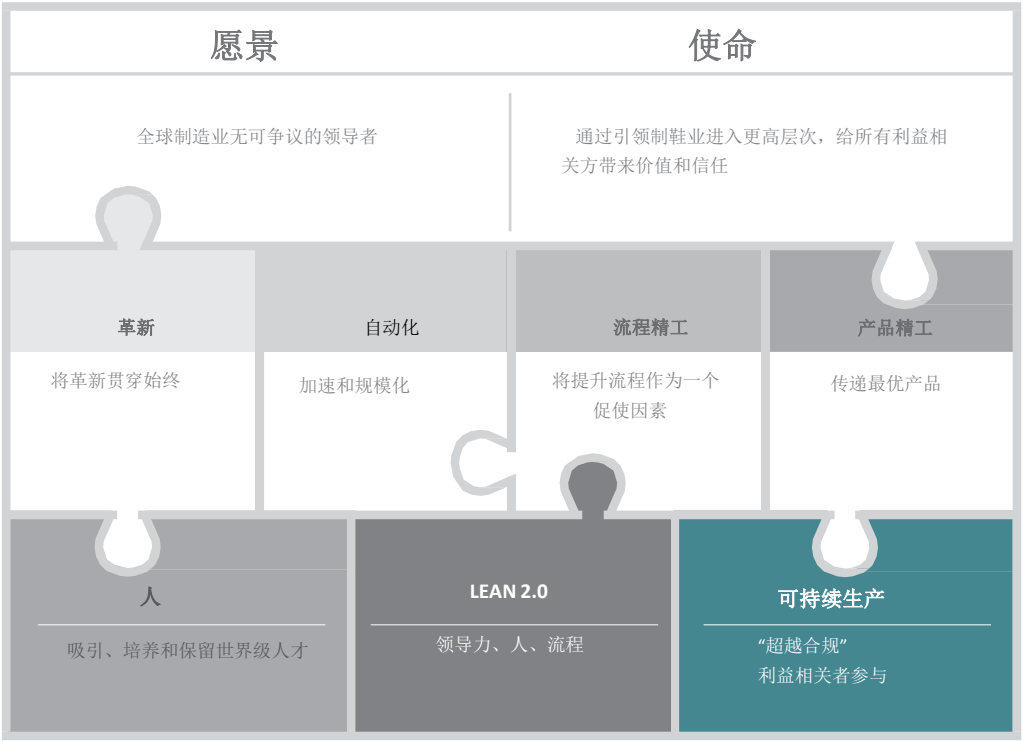 愿景
使命
全球制造业无可争议的领导者
通过引领制鞋业进入更高层次，给所有利益相
关方带来价值和信任
革新
自动化
流程精工
产品精工
将革新贯穿始终
加速和规模化
将提升流程作为一个
促使因素
传递最优产品
人
吸引、培养和保留世界级人才
LEAN 2.0
领导力、人、流程
可持续生产
“超越合规”
利益相关者参与